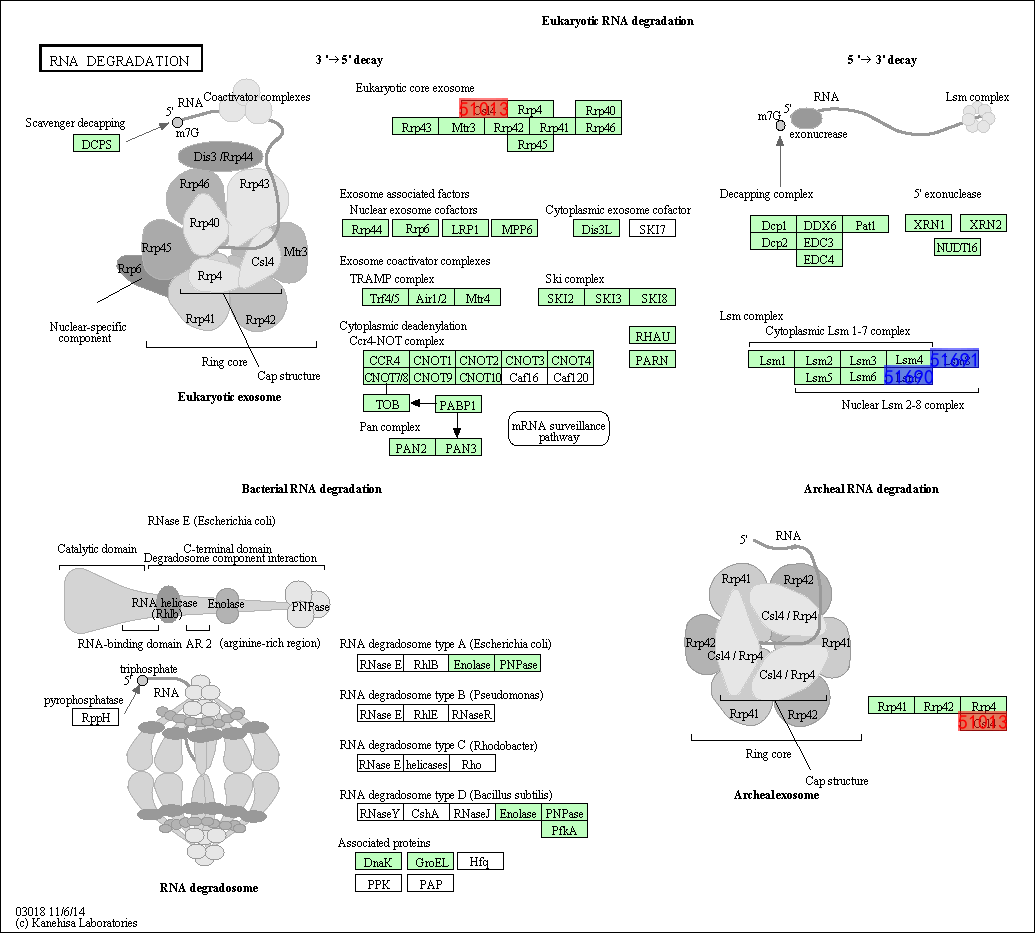 Eukaryotic RNA degradation
RNA DEGRADATION
3 '→ 5' decay
5 '→ 3' decay
Eukaryotic core exosome
51013 Rrp4 Rrp40
Rrp43 Mtr3 Rrp42 Rrp41 Rrp46
Rrp45
Scavenger decapping
DCPS
5'
RNA
Coactivator complexes
m7G
Dis3 /Rrp44
Rrp46
Rrp43
Rrp40
Rrp45
Mtr3
Csl4
Rrp6
Rrp4
Rrp41
Rrp42
Nuclear-specific
component
Ring core
Cap structure
Eukaryotic exosome
Exosome associated factors
Nuclear exosome cofactors
Rrp44 Rrp6 LRP1 MPP6
Cytoplasmic exosome cofactor
Dis3L SKI7
Exosome coactivator complexes
TRAMP complex
Trf4/5 Air1/2 Mtr4
Ski complex
SKI2 SKI3 SKI8
Cytoplasmic deadenylation
Ccr4-NOT complex
CCR4 CNOT1 CNOT2 CNOT3 CNOT4
CNOT7/8 CNOT9 CNOT10 Caf16 Caf120
RHAU
PARN
TOB
PABP1
Pan complex
PAN2 PAN3
mRNA surveillance
pathway
m7G
5'
RNA
exonucrease
Lsm complex
Decapping complex
Dcp1 DDX6 Pat1
Dcp2 EDC3
EDC4
5' exonuclease
XRN1 XRN2
NUDT16
Lsm complex
Cytoplasmic Lsm 1-7 complex
Lsm1 Lsm2 Lsm3 Lsm4 51691
Lsm5 Lsm6 51690
Nuclear Lsm 2-8 complex
Bacterial RNA degradation
RNase E (Escherichia coli)
Catalytic domain
C-terminal domain
Degradosome component interaction
RNA helicase
(Rhlb)
Enolase
PNPase
RNA-binding domain
AR 2
(arginine-rich region)
triphosphate
5'
RNA
pyrophosphatase
RppH
RNA degradosome
RNA degradosome type A (Escherichia coli)
RNase E RhlB Enolase PNPase
RNA degradosome type B (Pseudomonas)
RNase E RhlE RNaseR
RNA degradosome type C (Rhodobacter)
RNase E helicases Rho
RNA degradosome type D (Bacillus subtilis)
RNaseY CshA RNaseJ Enolase PNPase
PfkA
Associated proteins
DnaK GroEL Hfq
PPK PAP
Archeal RNA degradation
5'
RNA
Rrp41
Rrp42
Csl4 / Rrp4
Rrp42
Rrp41
Csl4 / Rrp4
Csl4 / Rrp4
Rrp41
Rrp42
Ring core
Cap structure
Archeal exosome
Rrp41 Rrp42 Rrp4
51013
03018 11/6/14
(c) Kanehisa Laboratories